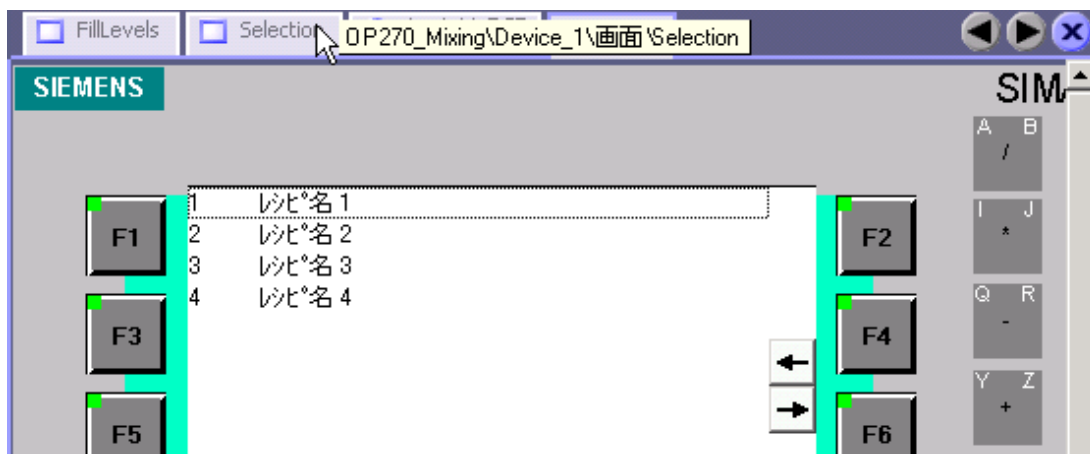 FillLevels
Selection
OP270_Mixing\Device_1\画面\Selection
SIEMENS
SIMA
A B
/
1 ﾚｼﾋﾟ名 1
F1
2 ﾚｼﾋﾟ名 2
F2
I J
*
3 ﾚｼﾋﾟ名 3
4 ﾚｼﾋﾟ名 4
Q R
-
F3
F4
Y Z
+
F5
F6